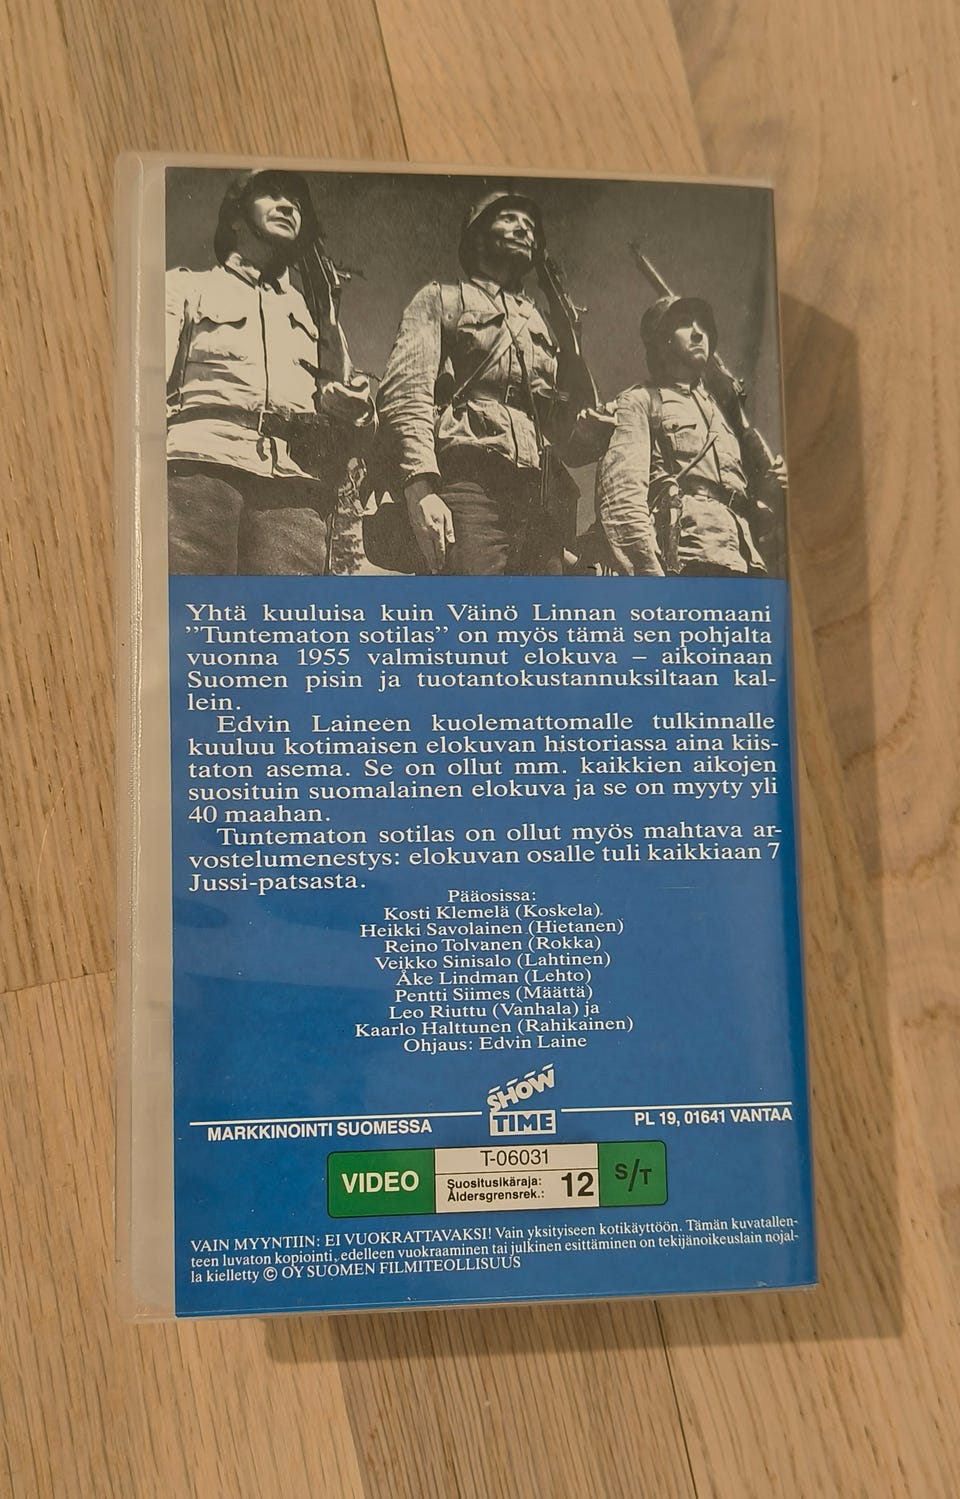 Yhtä kuuluisa kuin Väinö Linnan sotaromaani
”Tuntematon sotilas” on myös tämä sen pohjalta
vuonna 1955 valmistunut elokuva – aikoinaan
Suomen pisin ja tuotantokustannuksiltaan kal-
lein.
Edvin Laineen kuolemattomalle tulkinnalle
kuuluu kotimaisen elokuvan historiassa aina kiis-
taton asema. Se on ollut mm. kaikkien aikojen
suosituin suomalainen elokuva ja se on myyty yli
40 maahan.
Tuntematon sotilas on ollut myös mahtava ar-
vostelumenestys: elokuvan osalle tuli kaikkiaan 7
Jussi-patsasta.
Pääosissa:
Kosti Klemelä (Koskela),
Heikki Savolainen (Hietanen)
Reino Tolvanen (Rokka)
Veikko Sinisalo (Lahtinen)
Åke Lindman (Lehto)
Pentti Siimes (Määttä)
Leo Riuttu (Vanhala) ja
Kaarlo Halttunen (Rahikainen)
Ohjaus: Edvin Laine
SHOW
TIME
MARKKINOINTI SUOMESSA
PL 19, 01641 VANTAA
VIDEO
T-06031
Suositusikäraja:
Åldersgrensrek.:
12
S/T
VAIN MYYNTIIN: EI VUOKRATTAVAKSI! Vain yksityiseen kotikäyttöön. Tämän kuvatallen-
teen luvaton kopiointi, edelleen vuokraaminen tai julkinen esittäminen on tekijänoikeuslain nojal-
la kielletty © OY SUOMEN FILMITEOLLISUUS